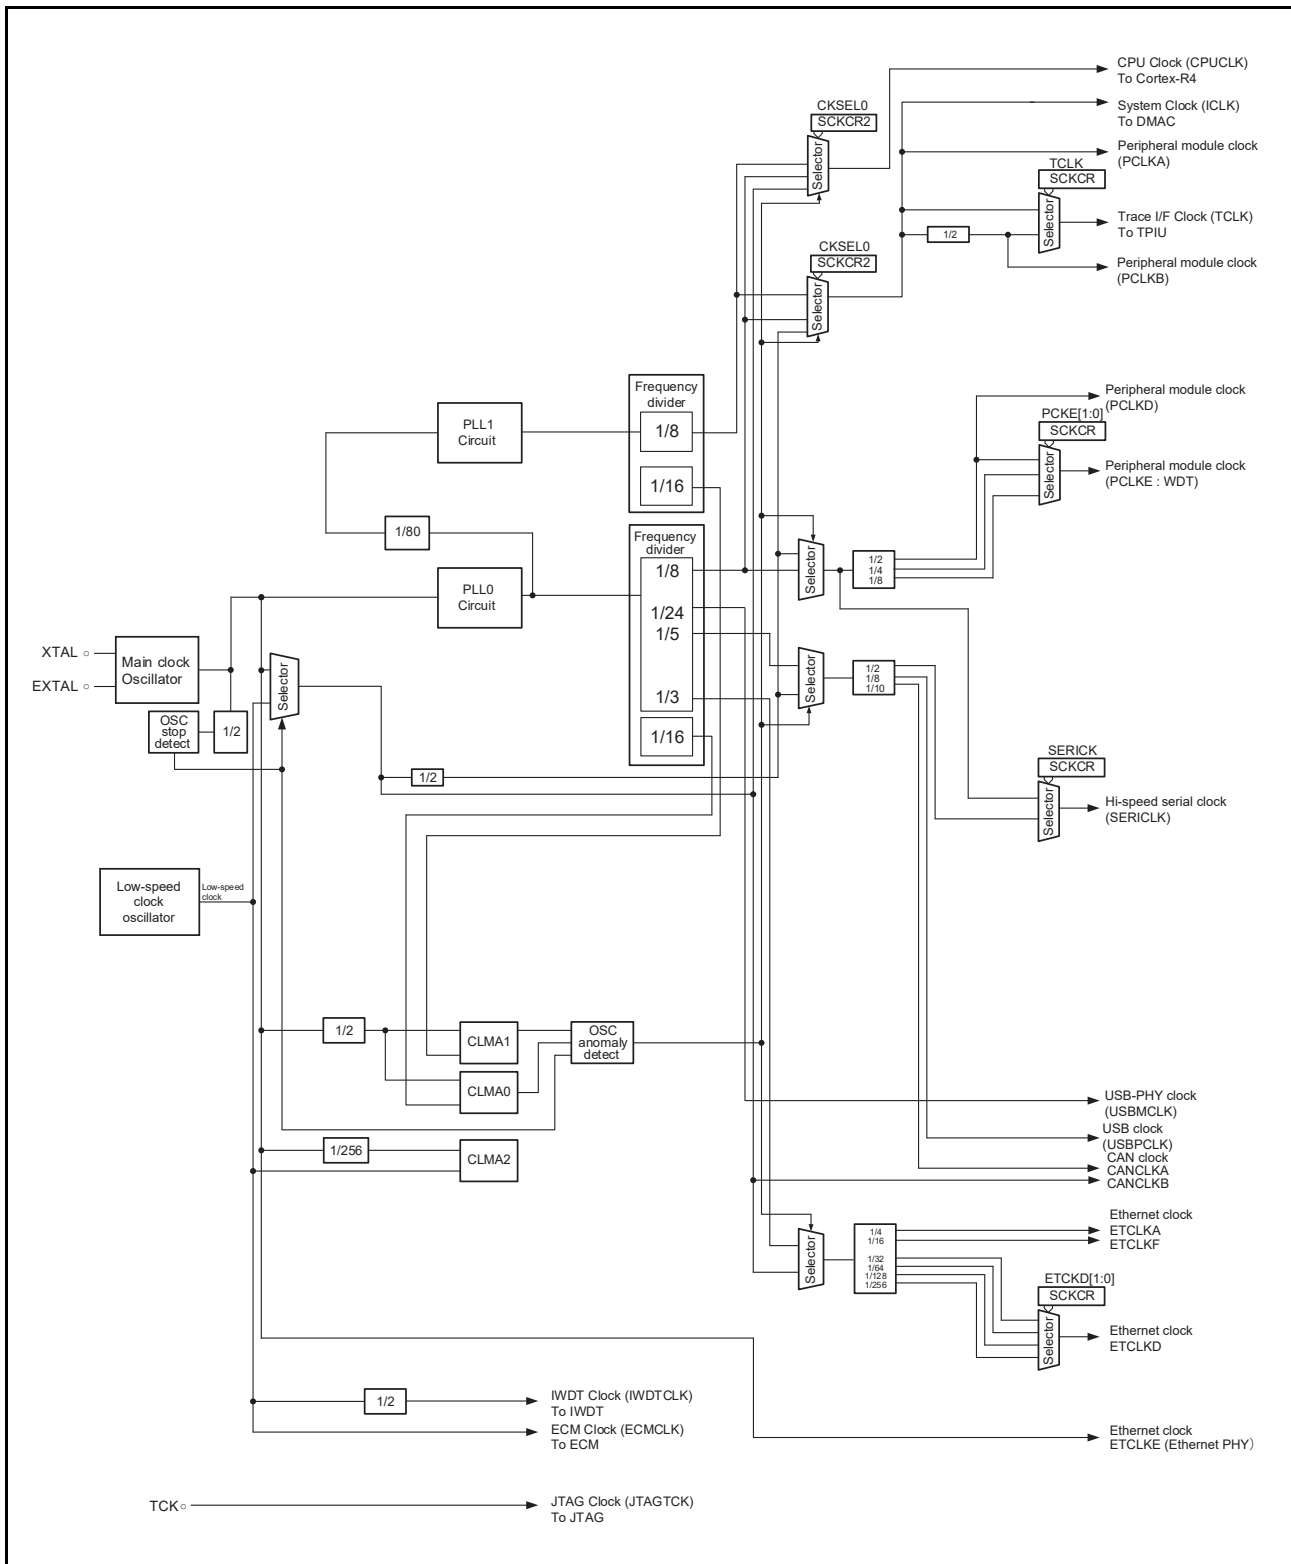 CPU Clock (CPUCLK)
To Cortex-R4
CKSEL0
SCKCR2
Selector
System Clock (ICLK)
To DMAC
Peripheral module clock
(PCLKA)
TCLK
SCKCR
Selector
Trace I/F Clock (TCLK)
To TPIU
1/2
CKSEL0
SCKCR2
Selector
Peripheral module clock
(PCLKB)
Frequency
divider
1/8
1/16
PLL1
Circuit
Peripheral module clock
(PCLKD)
PCKE[1:0]
SCKCR
Selector
Peripheral module clock
(PCLKE : WDT)
1/80
Frequency
divider
1/8
1/24
1/5
1/3
1/16
PLL0
Circuit
Selector
1/2
1/4
1/8
XTAL
EXTAL
Main clock
Oscillator
Selector
Selector
1/2
1/8
1/10
OSC
stop
detect
1/2
1/2
SERICK
SCKCR
Selector
Hi-speed serial clock
(SERICLK)
Low-speed
clock
oscillator
Low-speed
clock
1/2
CLMA1
OSC
anomaly
detect
CLMA0
1/256
CLMA2
USB-PHY clock
(USBMCLK)
USB clock
(USBPCLK)
CAN clock
CANCLKA
CANCLKB
Selector
1/4
1/16
1/32
1/64
1/128
1/256
Ethernet clock
ETCLKA
ETCLKF
ETCKD[1:0]
SCKCR
Selector
Ethernet clock
ETCLKD
1/2
IWDT Clock (IWDTCLK)
To IWDT
ECM Clock (ECMCLK)
To ECM
Ethernet clock
ETCLKE (Ethernet PHY)
TCK
JTAG Clock (JTAGTCK)
To JTAG